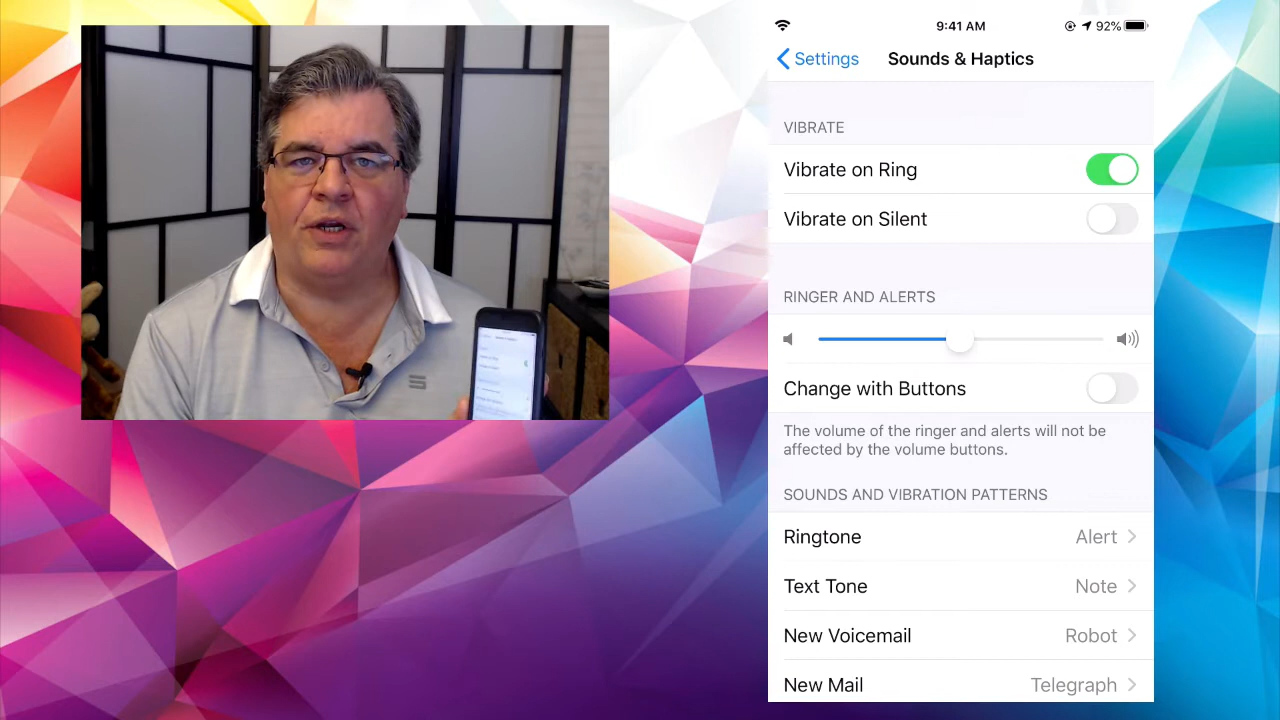 9:41 AM
92%
Settings
Sounds & Haptics
VIBRATE
Vibrate on Ring
Vibrate on Silent
RINGER AND ALERTS
Change with Buttons
The volume of the ringer and alerts will not be
affected by the volume buttons.
SOUNDS AND VIBRATION PATTERNS
Ringtone Alert
Text Tone Note
New Voicemail Robot
New Mail Telegraph